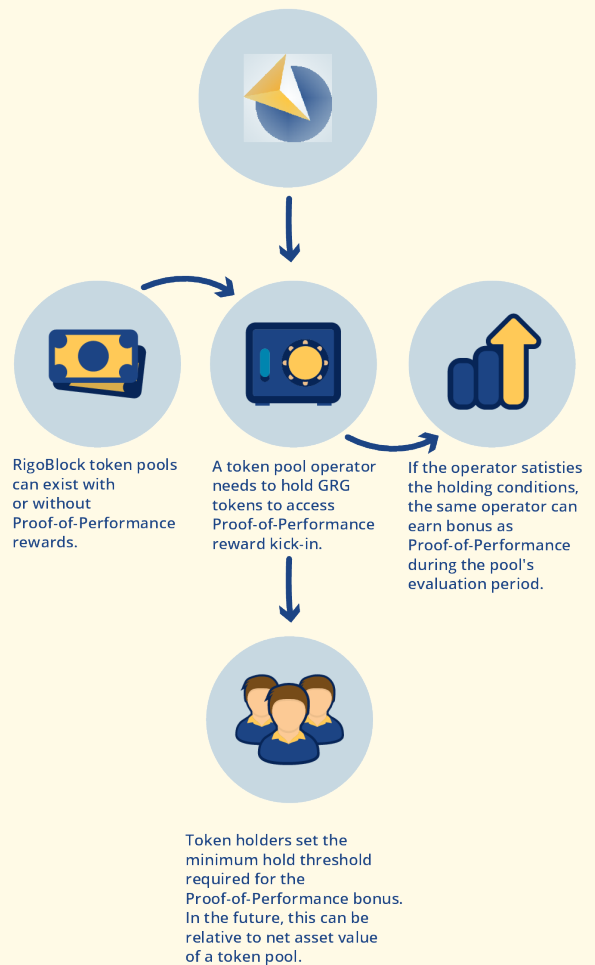 RigoBlock token pools
can exist with
or without
Proof-of-Performance
rewards.
A token pool operator
needs to hold GRG
tokens to access
Proof-of-Performance
reward kick-in.
If the operator satisties
the holding conditions,
the same operator can
earn bonus as
Proof-of-Performance
during the pool's
evaluation period.
Token holders set the
minimum hold threshold
required for the
Proof-of-Performance bonus.
In the future, this can be
relative to net asset value
of a token pool.